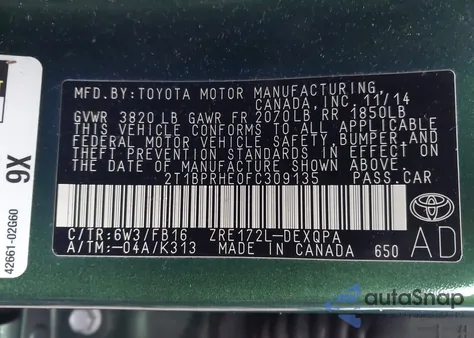 MFD. BY: TOYOTA MOTOR MANUFACTURING,
CANADA, INC. 11/14
GVWR 3820 LB GAWR FR 2070LB, RR 1850LB
THIS VEHICLE CONFORMS TO ALL APPLICABLE
FEDERAL MOTOR VEHICLE SAFETY, BUMPER, AND
THEFT PREVENTION STANDARDS IN EFFECT ON
THE DATE OF MANUFACTURE SHOWN ABOVE.
2T1BPRHE0FC309135 PASS.CAR
C/TR:6W3/FB16 ZRE172L-DEXQPA
A/TM:-04A/K313 MADE IN CANADA 650
AD
9X
42661-02660
autoSnap